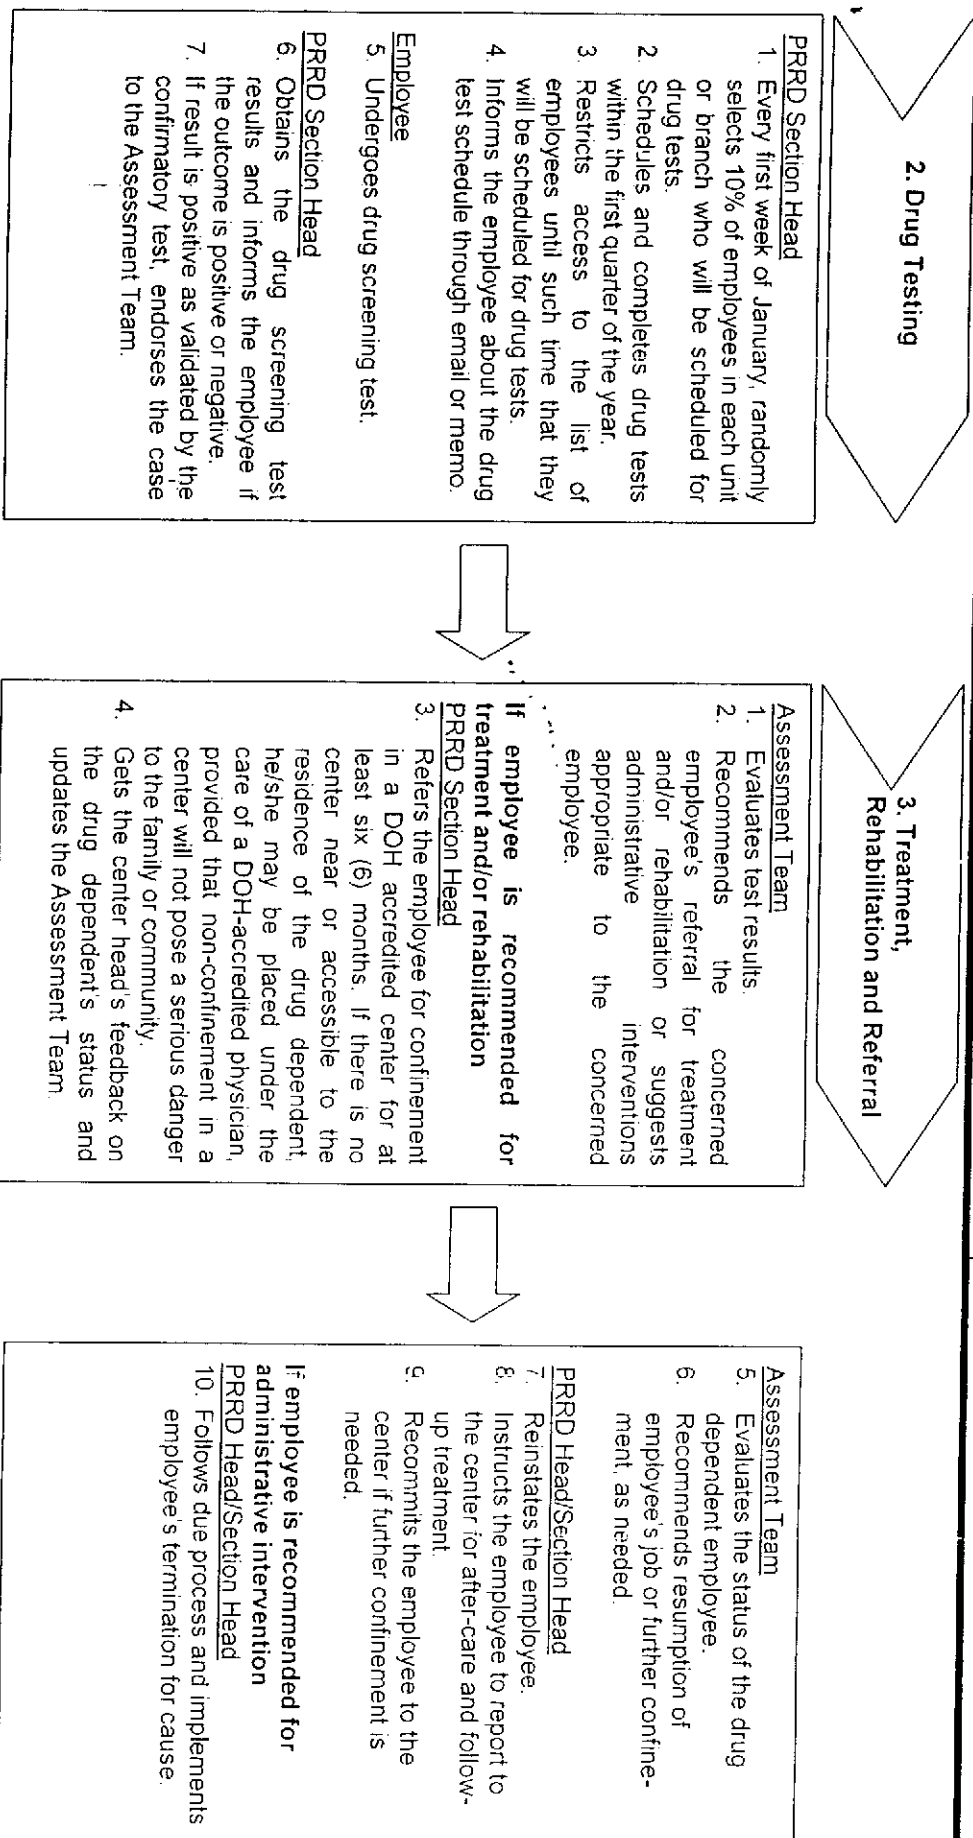 2. Drug Testing
PRRD Section Head
1. Every first week of January, randomly
selects 10% of employees in each unit
or branch who will be scheduled for
drug tests.
2. Schedules and completes drug tests
within the first quarter of the year.
3. Restricts access to the list of
employees until such time that they
will be scheduled for drug tests.
4. Informs the employee about the drug
test schedule through email or memo.
Employee
5. Undergoes drug screening test.
PRRD Section Head
6. Obtains the drug screening test
results and informs the employee if
the outcome is positive or negative.
7. If result is positive as validated by the
confirmatory test, endorses the case
to the Assessment Team.
3. Treatment,
Rehabilitation and Referral
Assessment Team
1. Evaluates test results.
2. Recommends the concerned
employee's referral for treatment
and/or rehabilitation or suggests
administrative interventions
appropriate to the concerned
employee.
If employee is recommended for
treatment and/or rehabilitation
PRRD Section Head
3. Refers the employee for confinement
in a DOH accredited center for at
least six (6) months. If there is no
center near or accessible to the
residence of the drug dependent,
he/she may be placed under the
care of a DOH-accredited physician,
provided that non-confinement in a
center will not pose a serious danger
to the family or community.
4. Gets the center head's feedback on
the drug dependent's status and
updates the Assessment Team.
Assessment Team
5. Evaluates the status of the drug
dependent employee.
6. Recommends resumption of
employee's job or further confine-
ment, as needed.
PRRD Head/Section Head
7. Reinstates the employee.
8. Instructs the employee to report to
the center for after-care and follow-
up treatment.
9. Recommits the employee to the
center if further confinement is
needed.
If employee is recommended for
administrative intervention
PRRD Head/Section Head
10. Follows due process and implements
employee's termination for cause.